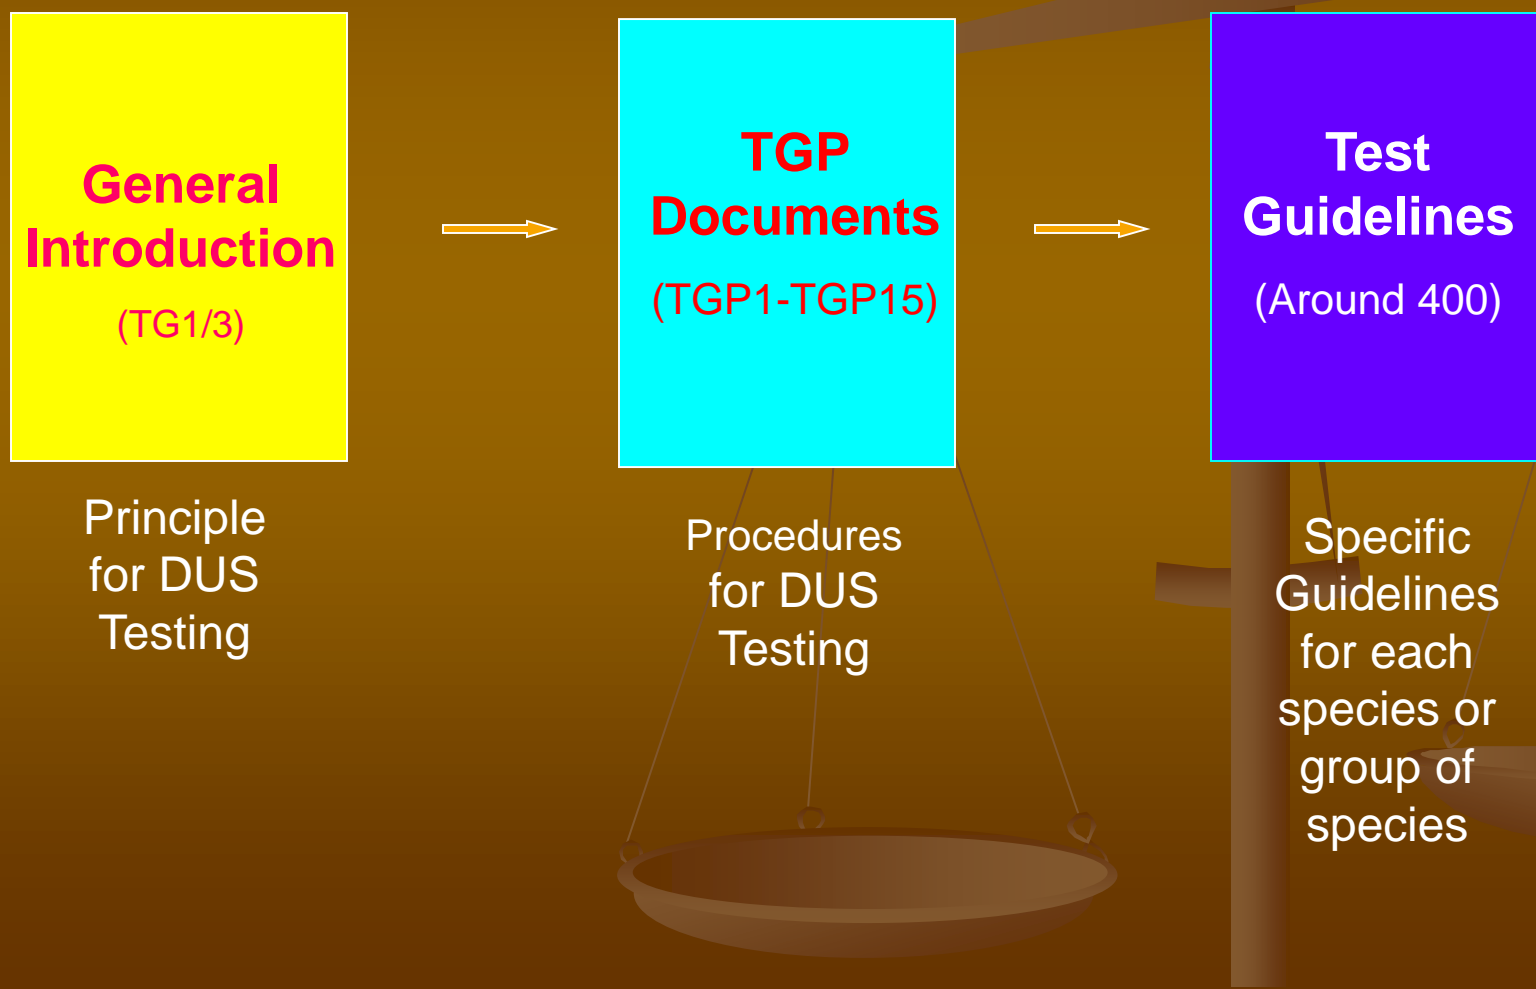 General
Introduction
(TG1/3)
Principle
for DUS
Testing
TGP
Documents
(TGP1-TGP15)
Procedures
for DUS
Testing
Test
Guidelines
(Around 400)
Specific
Guidelines
for each
species or
group of
species